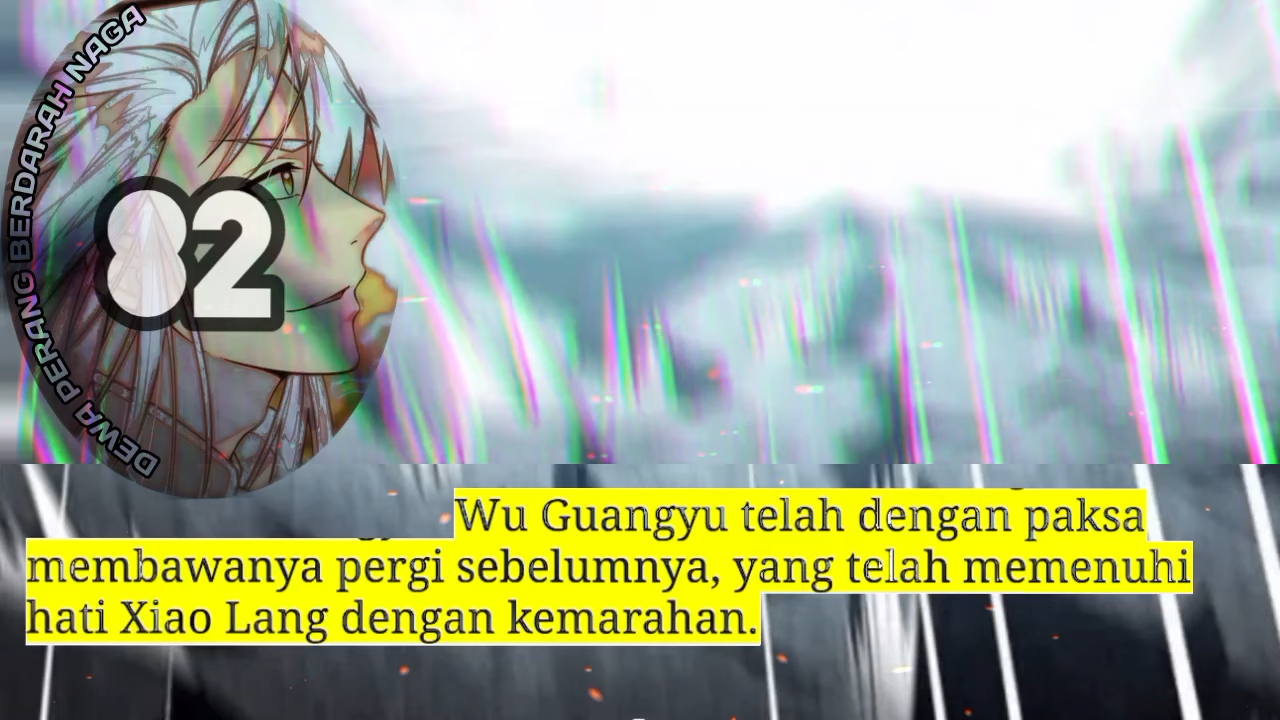 DEWA PERANG BERDARAH NAGA
82
Wu Guangyu telah dengan paksa
membawanya pergi sebelumnya, yang telah memenuhi
hati Xiao Lang dengan kemarahan.